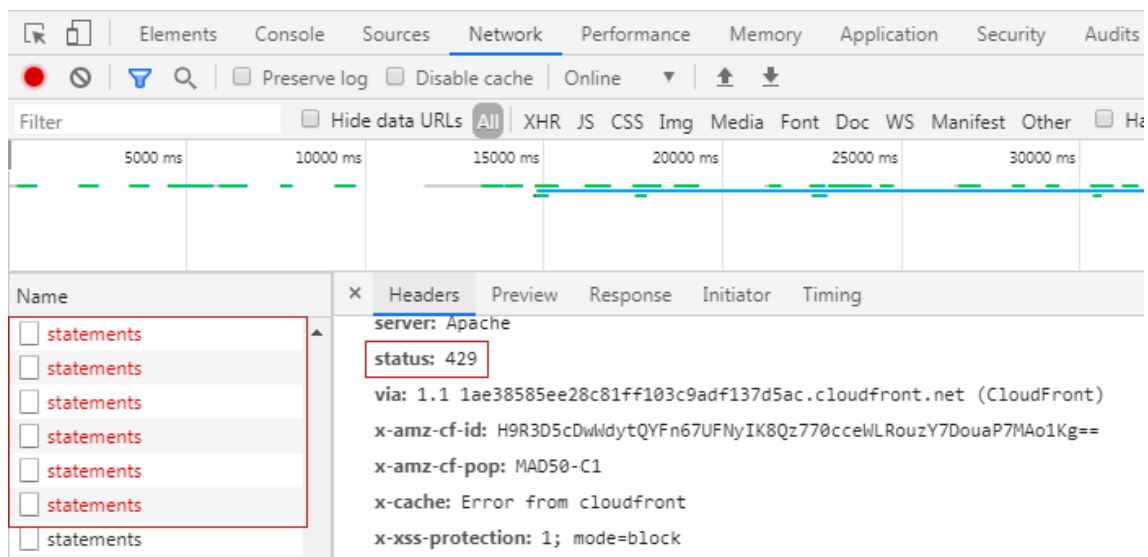 Elements Console Sources Network Performance Memory Application Security Audits
Preserve log Disable cache Online
Filter Hide data URLs All XHR JS CSS Img Media Font Doc WS Manifest Other Ha
5000 ms 10000 ms 15000 ms 20000 ms 25000 ms 30000 ms
Name × Headers Preview Response Initiator Timing
statements
statements
statements
statements
statements
statements
statements
server: Apache
status: 429
via: 1.1 1ae38585ee28c81ff103c9adf137d5ac.cloudfront.net (CloudFront)
x-amz-cf-id: H9R3D5cDwWdytQYFn67UFNyIK8Qz770cceWLRouzY7DouaP7MAo1Kg==
x-amz-cf-pop: MAD50-C1
x-cache: Error from cloudfront
x-xss-protection: 1; mode=block